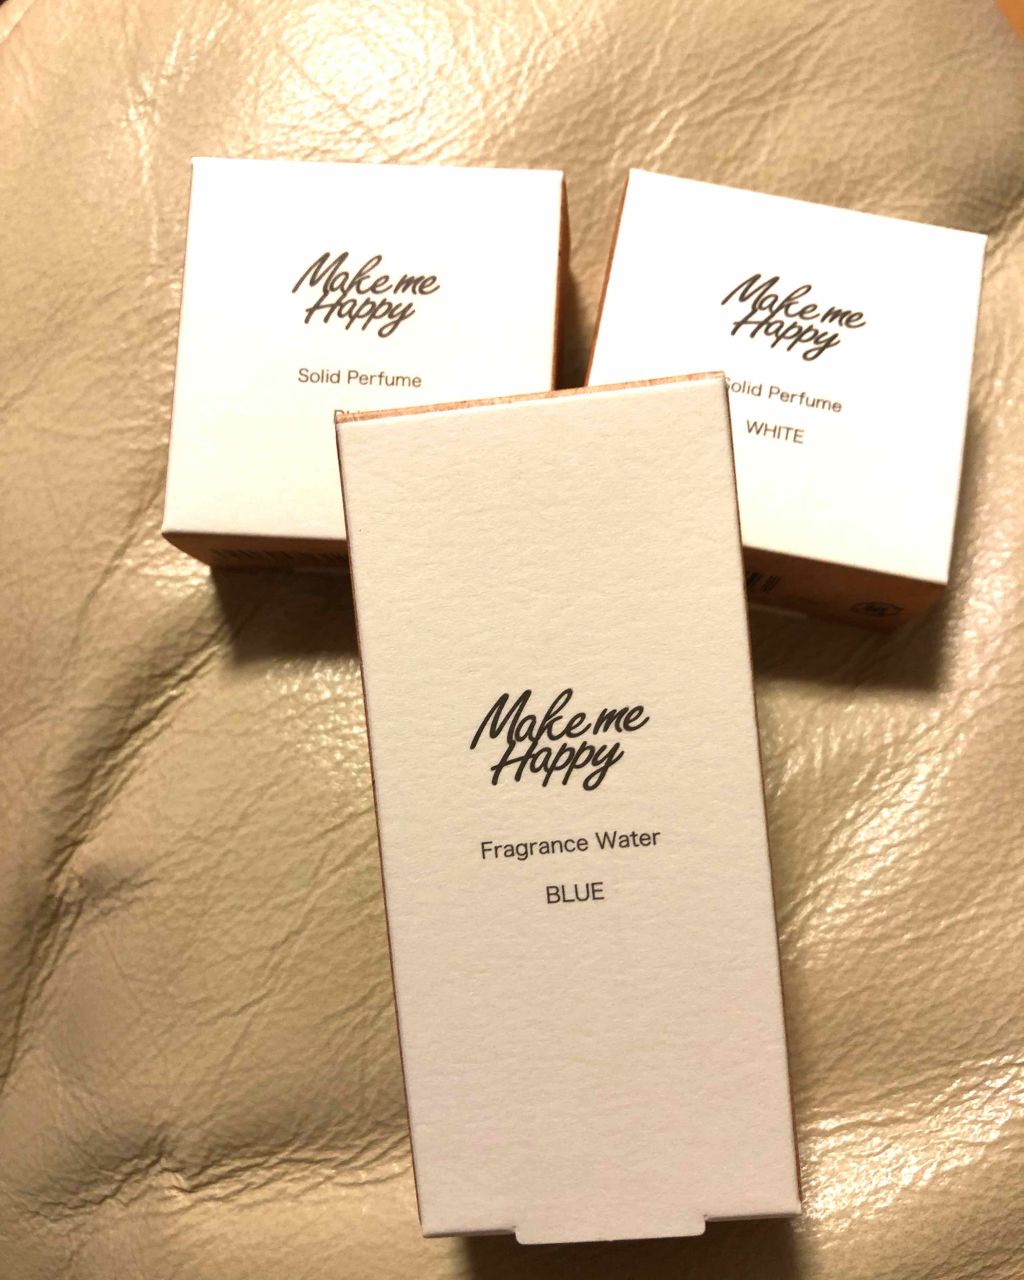 Make me
Happy
Solid Perfume
Make me
Happy
Solid Perfume
WHITE
Make me
Happy
Fragrance Water
BLUE